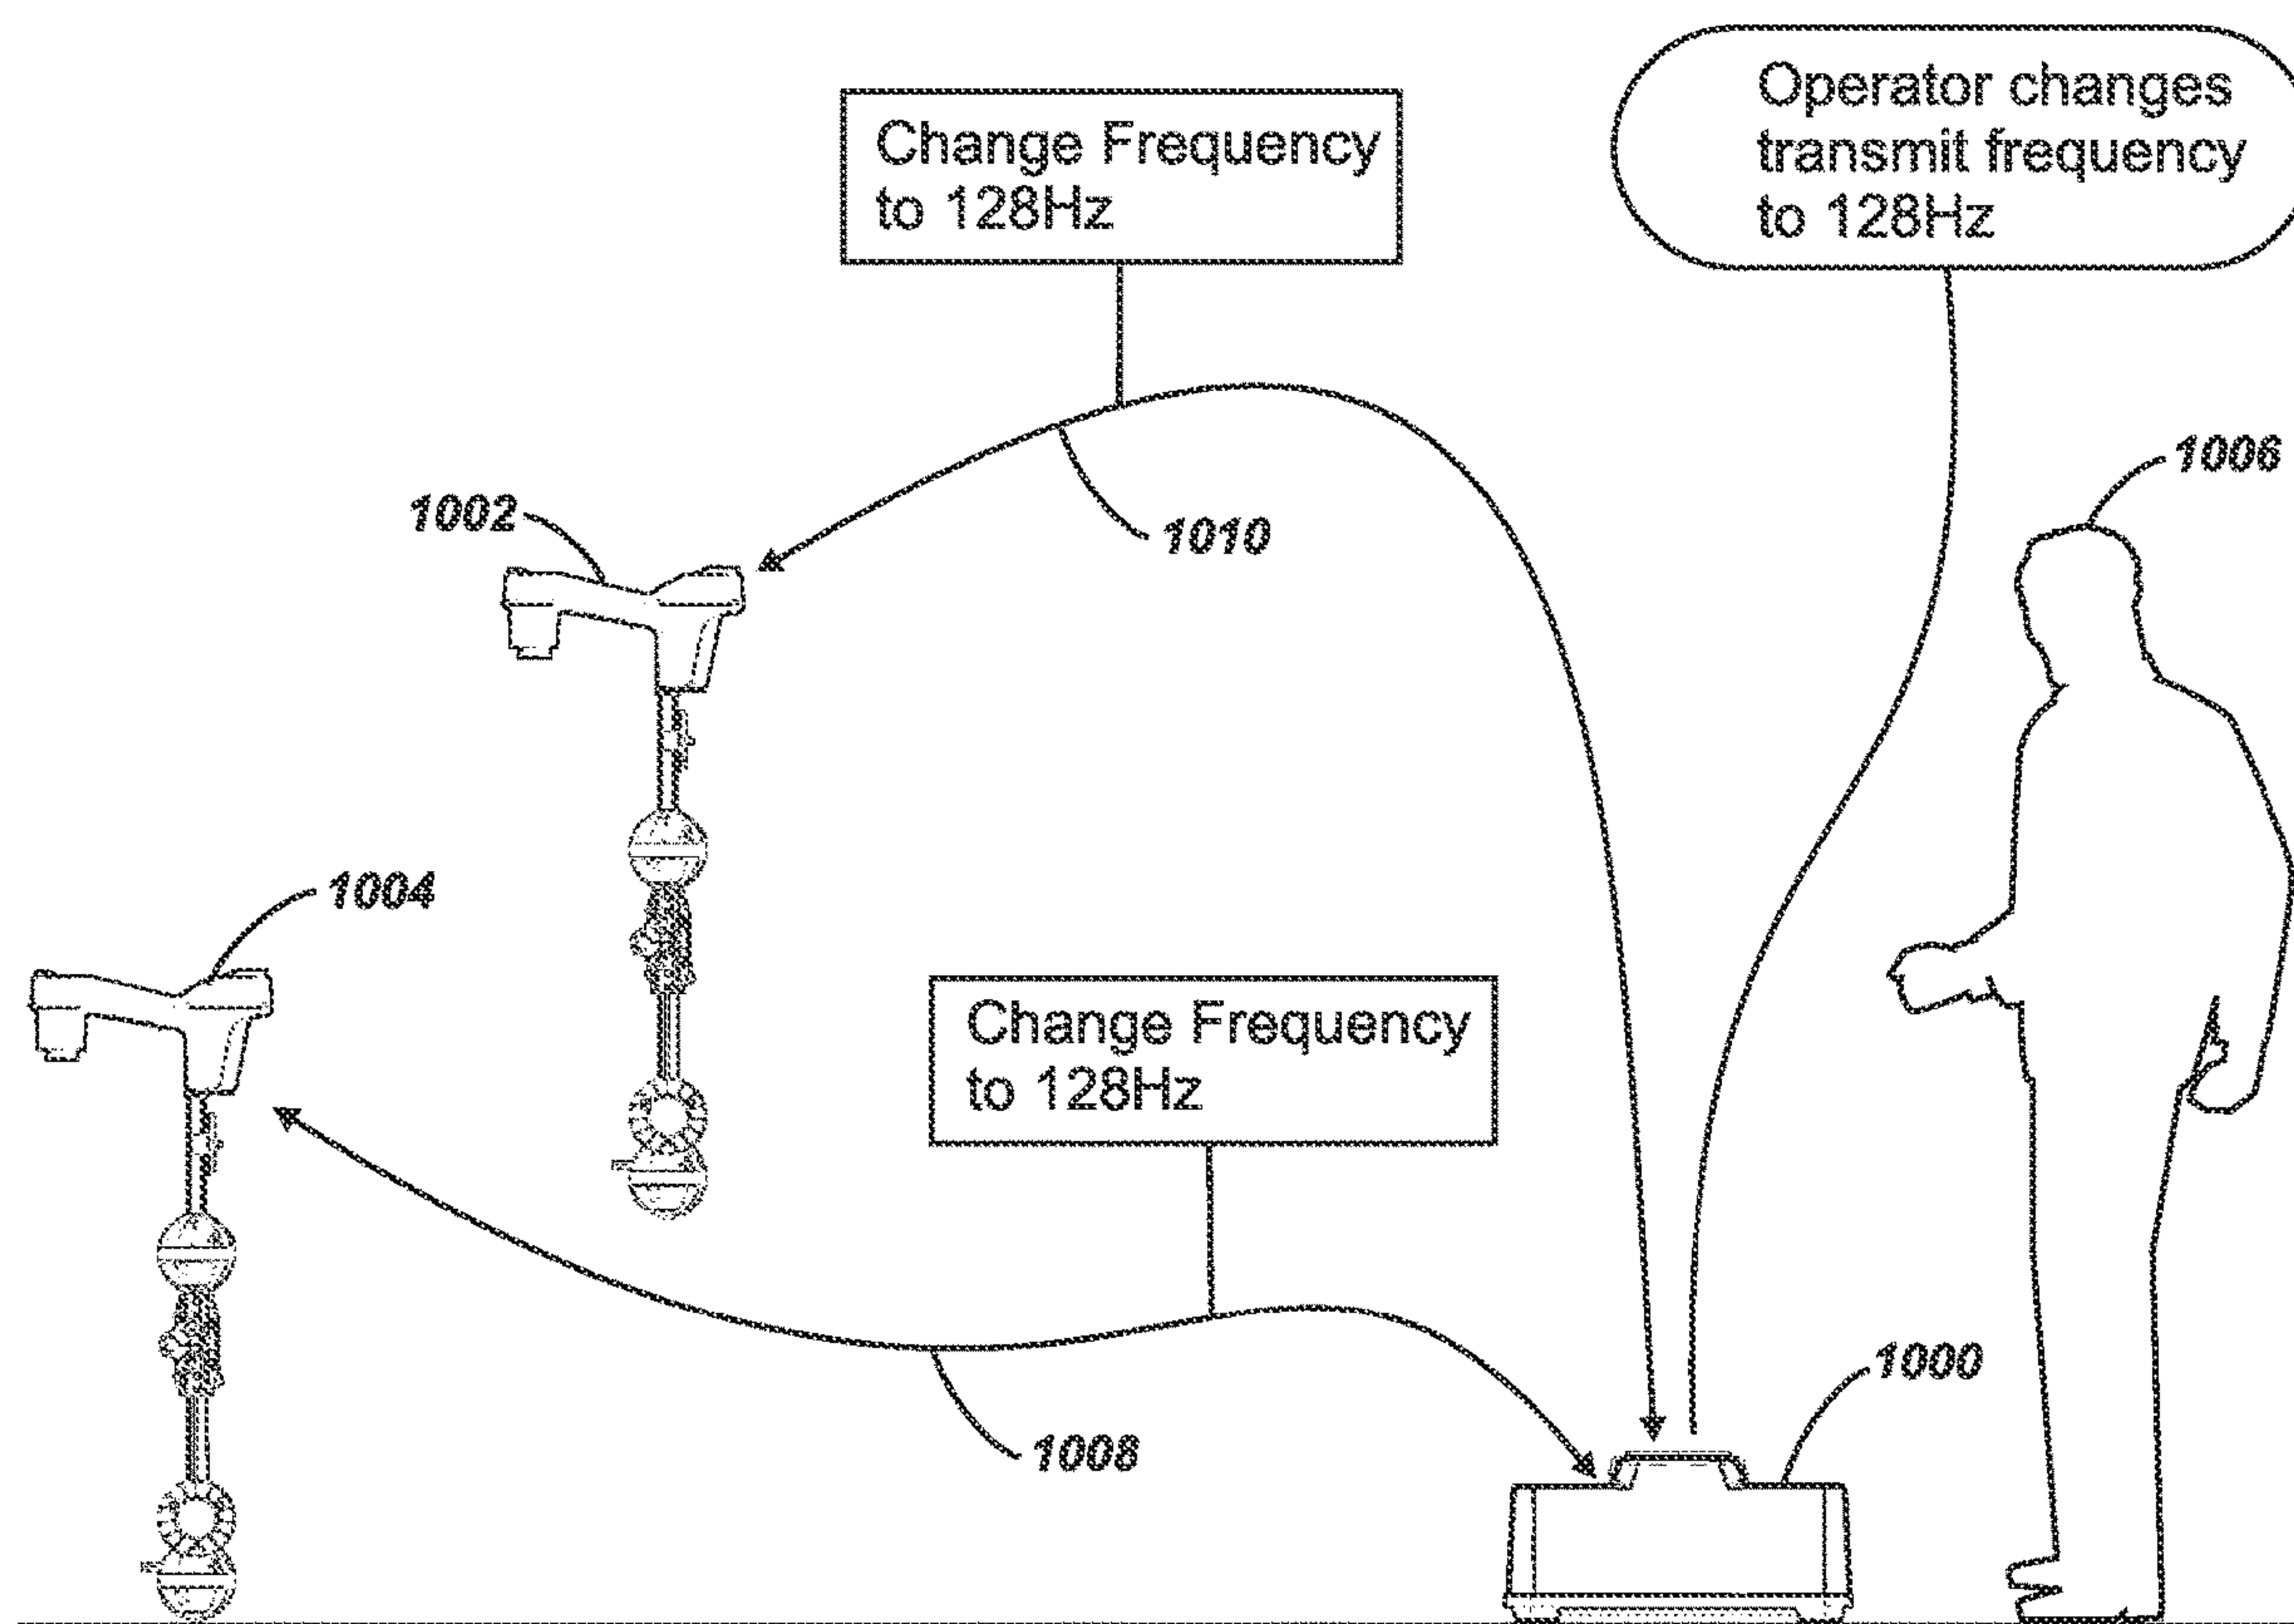 Operator changes
transmit frequency
to 128Hz
Change Frequency
to 128Hz
1006
1002
1010
1004
Change Frequency
to 128Hz
1000
1008